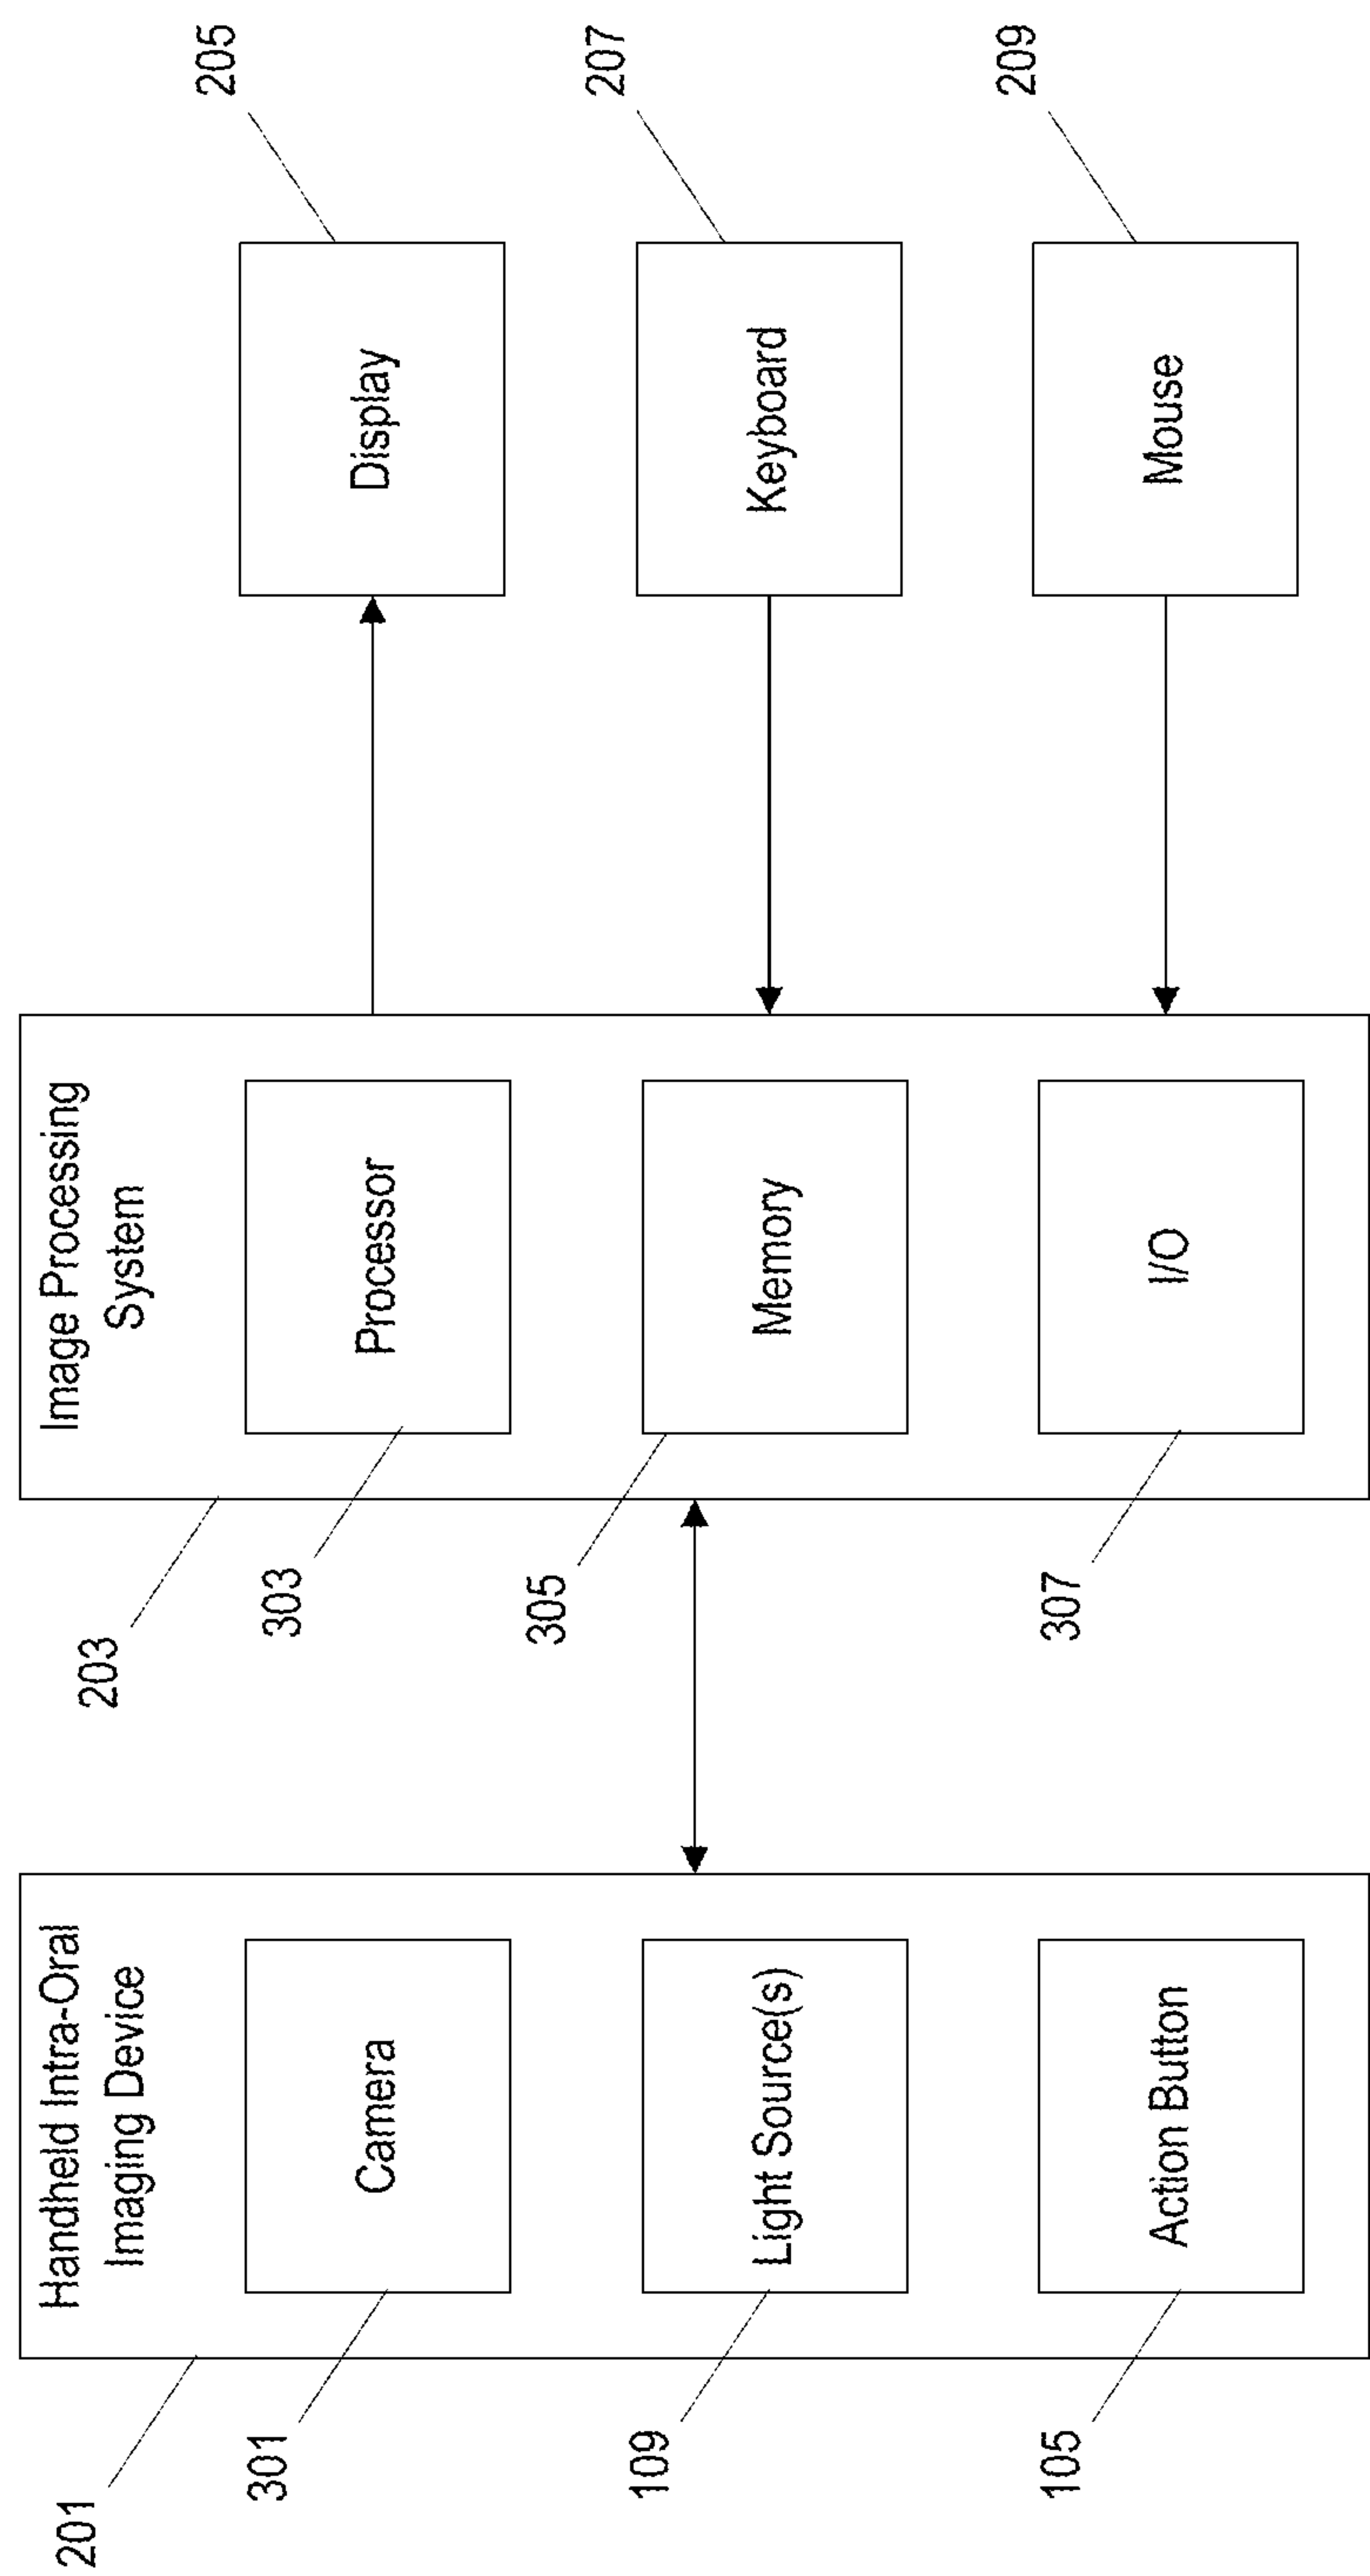 Handheld Intra-Oral
Imaging Device
Camera
Light Source(s)
Action Button
201
301
109
105
Image Processing
System
Processor
Memory
I/O
203
303
305
307
Display
Keyboard
Mouse
205
207
209